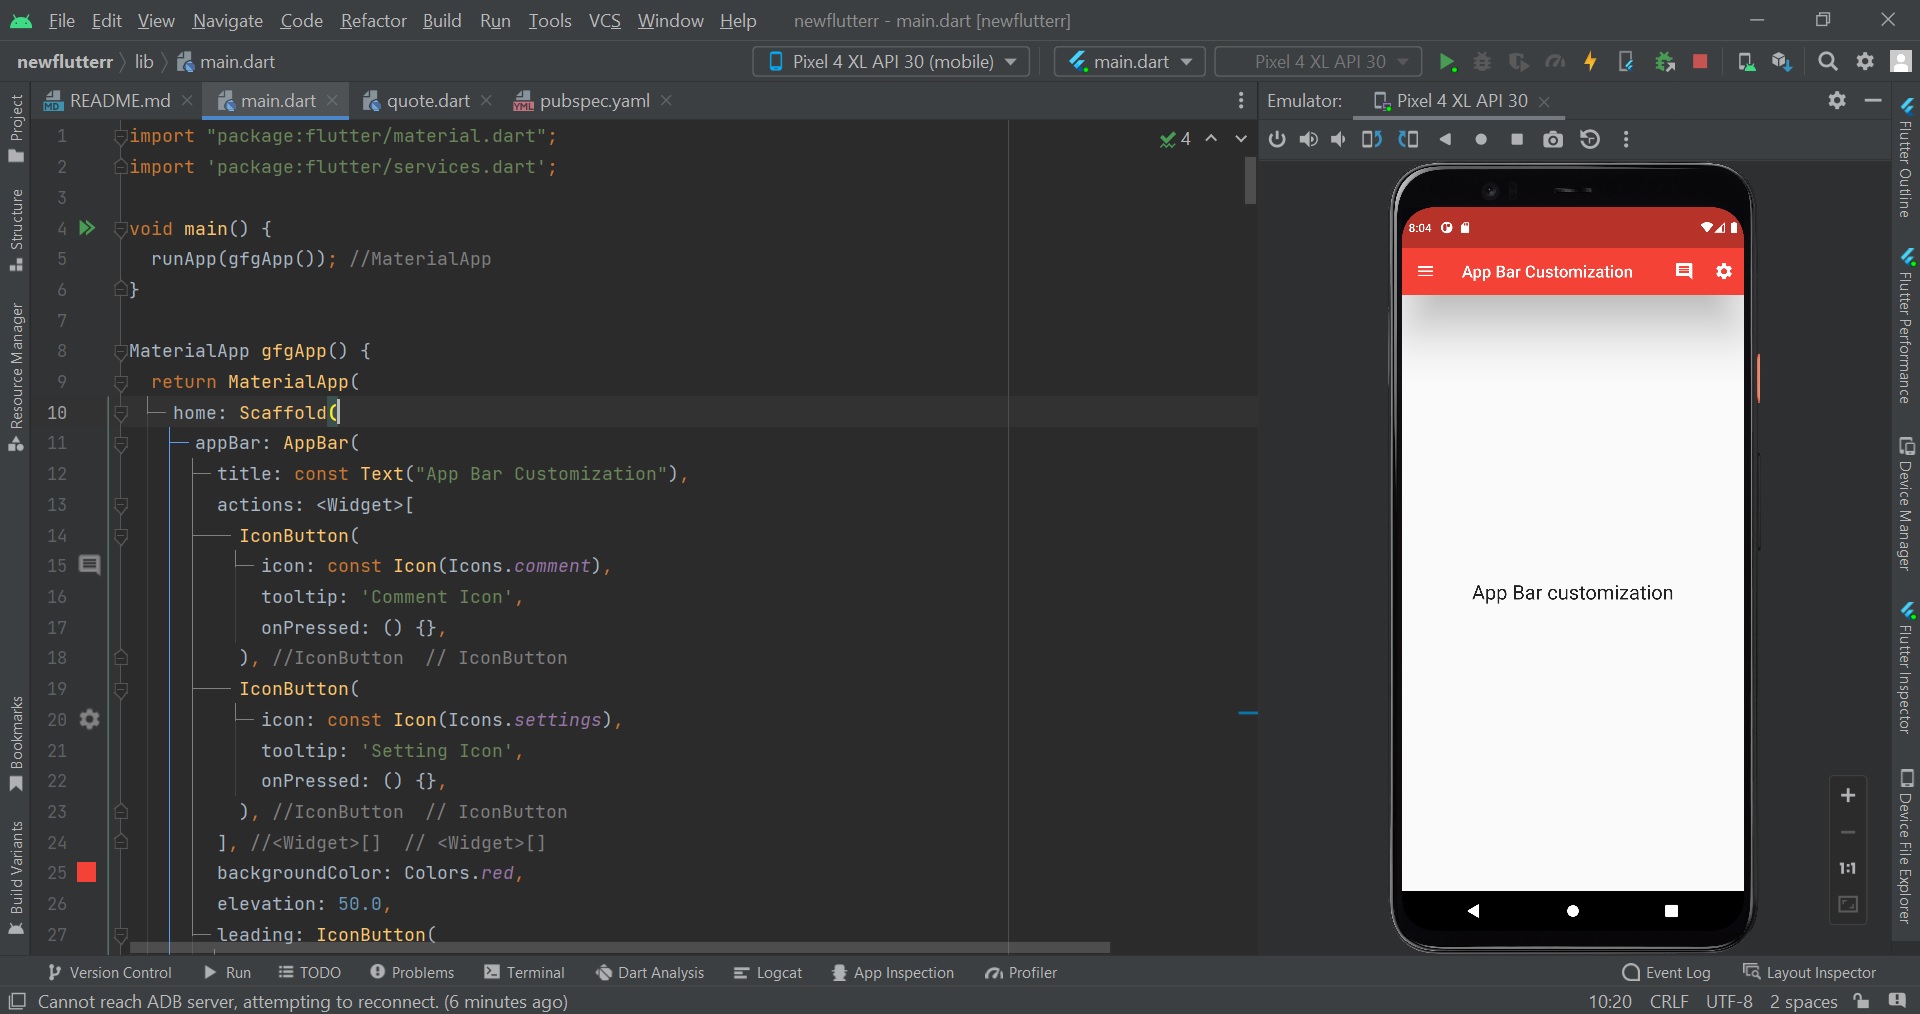 File Edit View Navigate Code Refactor Build Run Tools VCS Window Help newflutterr - main.dart [newflutterr]
newflutterr lib main.dart Pixel 4 XL API 30 (mobile) main.dart Pixel 4 XL API 30
README.md main.dart quote.dart pubspec.yaml
Emulator: Pixel 4 XL API 30
Project
Structure
Resource Manager
Bookmarks
Build Variants
1 import "package:flutter/material.dart";
4
2 import 'package:flutter/services.dart';
3
4 void main() {
5 runApp(gfgApp()); //MaterialApp
6 }
7
8 MaterialApp gfgApp() {
9 return MaterialApp(
10 home: Scaffold(
11 appBar: AppBar(
12 title: const Text("App Bar Customization"),
13 actions: <Widget>[
14 IconButton(
15 icon: const Icon(Icons.comment),
16 tooltip: 'Comment Icon',
17 onPressed: () {},
18 ), //IconButton // IconButton
19 IconButton(
20 icon: const Icon(Icons.settings),
21 tooltip: 'Setting Icon',
22 onPressed: () {},
23 ), //IconButton // IconButton
24 ], //<Widget>[] // <Widget>[]
25 backgroundColor: Colors.red,
26 elevation: 50.0,
27 leading: IconButton(
8:04
App Bar Customization
App Bar customization
1:1
Flutter Outline
Flutter Performance
Device Manager
Flutter Inspector
Device File Explorer
Version Control Run TODO Problems Terminal Dart Analysis Logcat App Inspection Profiler Event Log Layout Inspector
Cannot reach ADB server, attempting to reconnect. (6 minutes ago) 10:20 CRLF UTF-8 2 spaces